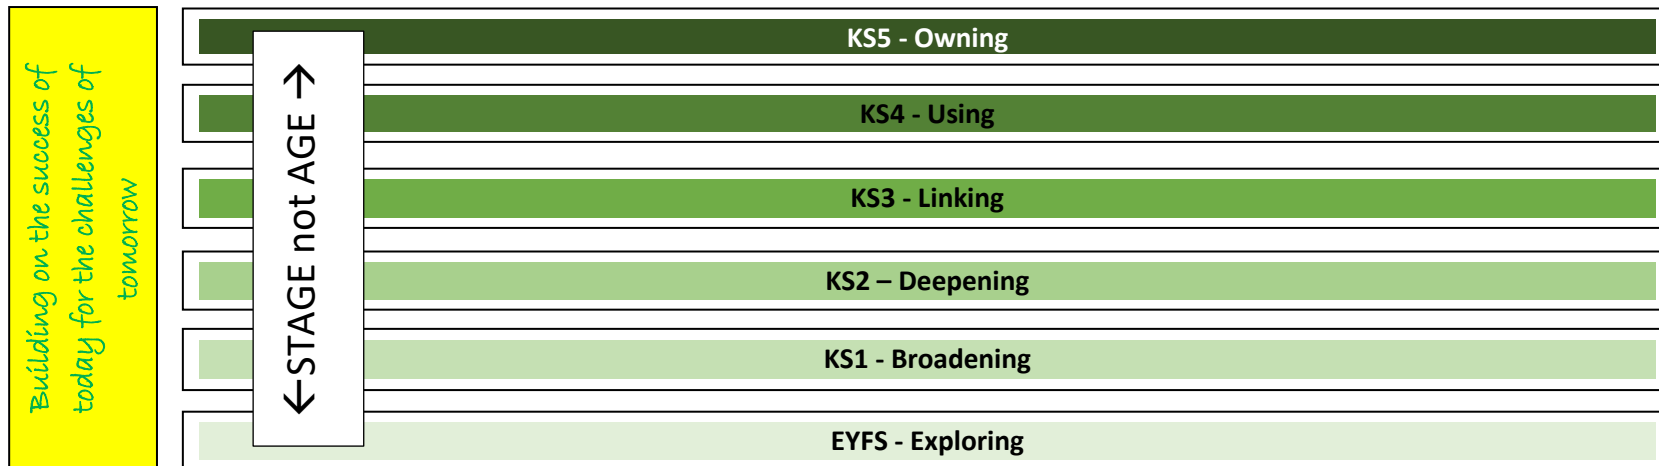 Building on the success of
today for the challenges of
tomorrow
←STAGE not AGE →
KS5 - Owning
KS4 - Using
KS3 - Linking
KS2 – Deepening
KS1 - Broadening
EYFS - Exploring